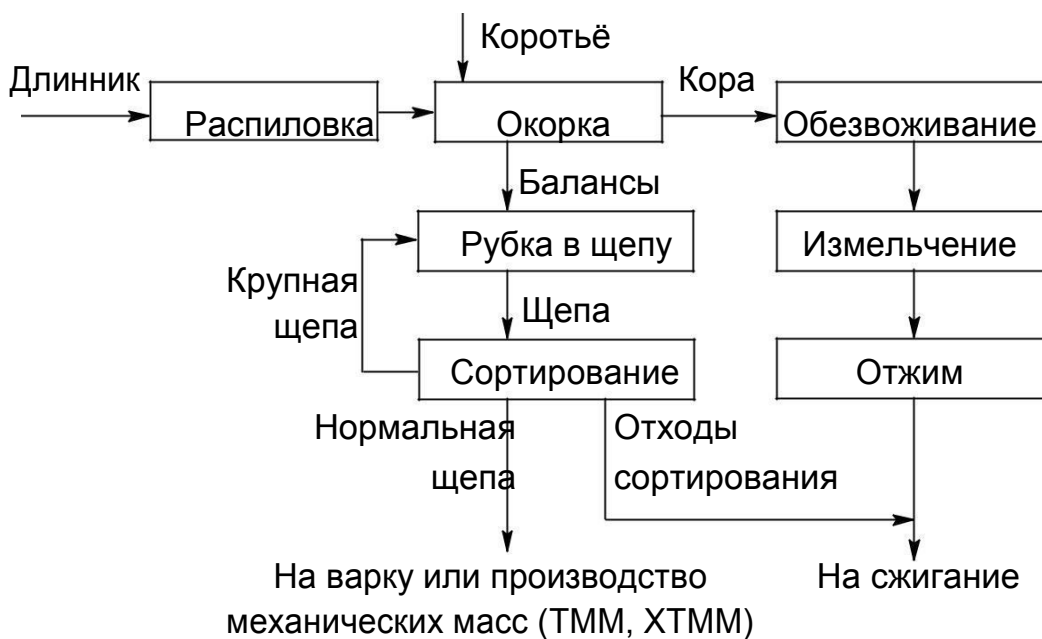 Коротьё
Длинник
Кора
Распиловка
Окорка
Обезвоживание
Балансы
Рубка в щепу
Измельчение
Крупная
щепа
Щепа
Сортирование
Отжим
Нормальная
щепа
Отходы
сортирования
На варку или производство
механических масс (ТММ, ХТММ)
На сжигание